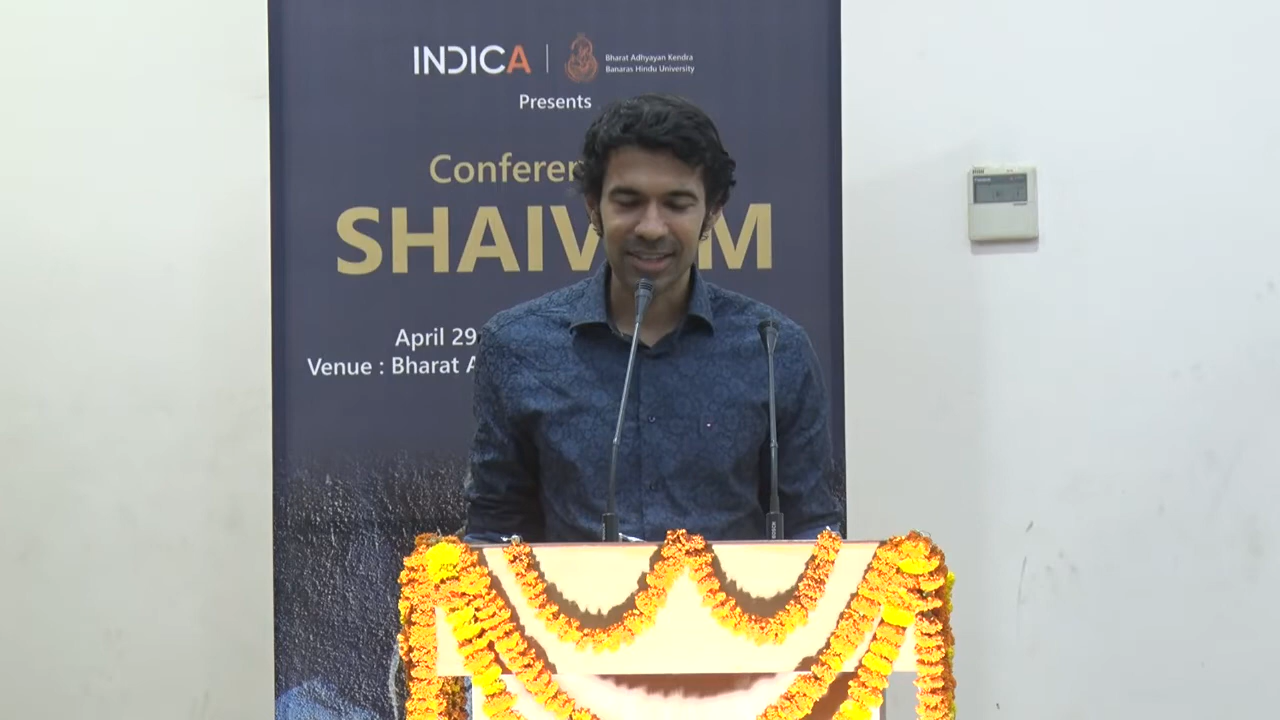 INDICA
Bharat Adhyayan Kendra
Banaras Hindu University
Presents
Conferen
SHAIV M
April 29
Venue : Bharat A